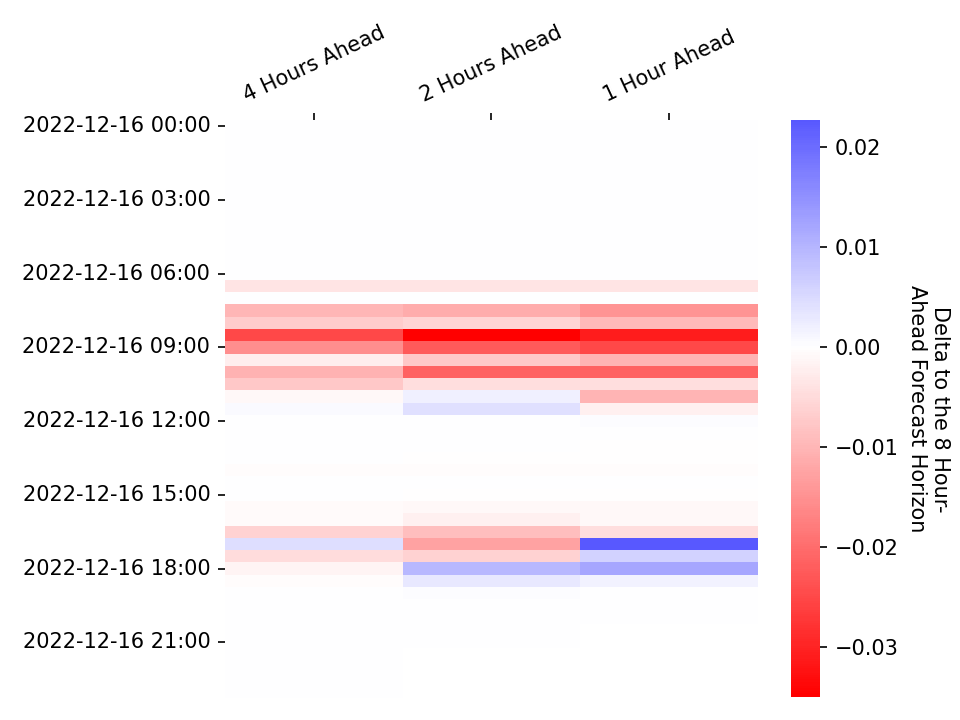 4 Hours Ahead
2 Hours Ahead
1 Hour Ahead
2022-12-16 00:00
2022-12-16 03:00
2022-12-16 06:00
2022-12-16 09:00
2022-12-16 12:00
2022-12-16 15:00
2022-12-16 18:00
2022-12-16 21:00
0.02
0.01
0.00
−0.01
−0.02
−0.03
Delta to the 8 Hour-
Ahead Forecast Horizon